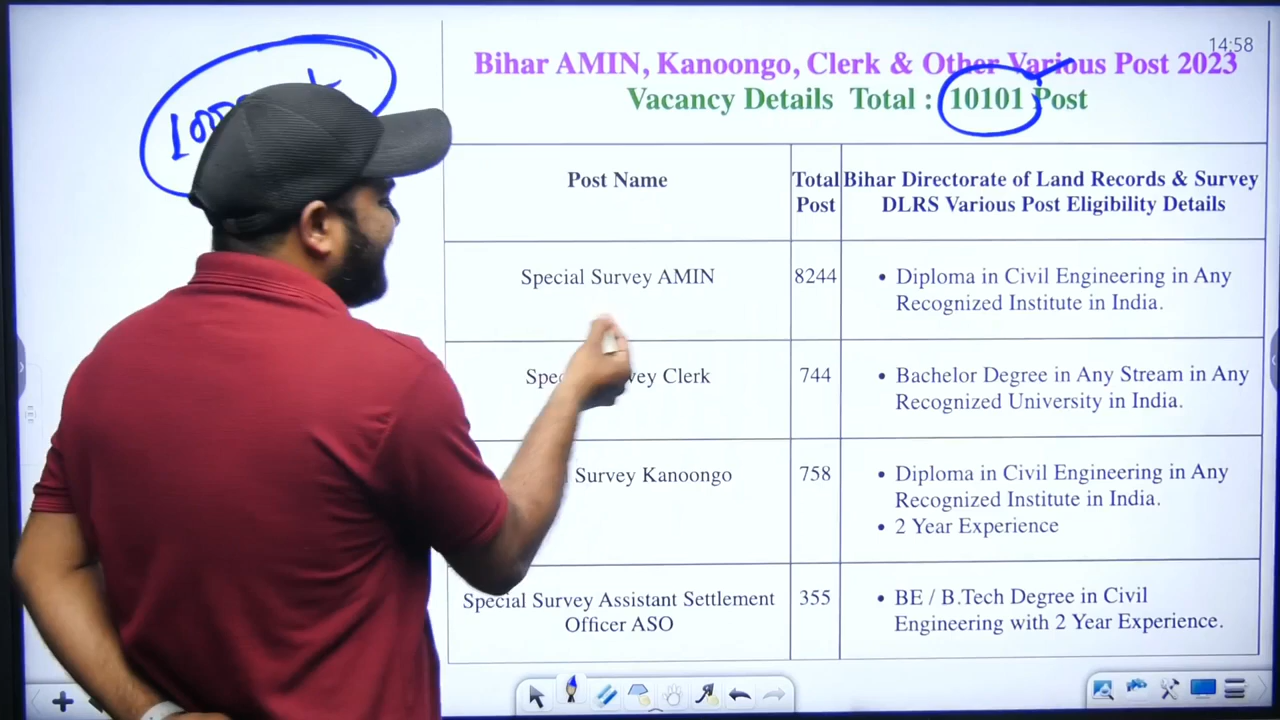 14:58
Bihar AMIN, Kanoongo, Clerk & Other Various Post 2023
Vacancy Details Total : 10101 Post
Post Name
Total
Post
Bihar Directorate of Land Records & Survey
DLRS Various Post Eligibility Details
Special Survey AMIN
8244
• Diploma in Civil Engineering in Any
Recognized Institute in India.
Clerk
744
• Bachelor Degree in Any Stream in Any
Recognized University in India.
Survey Kanoongo
758
• Diploma in Civil Engineering in Any
Recognized Institute in India.
• 2 Year Experience
Special Survey Assistant Settlement
Officer ASO
355
• BE / B.Tech Degree in Civil
Engineering with 2 Year Experience.